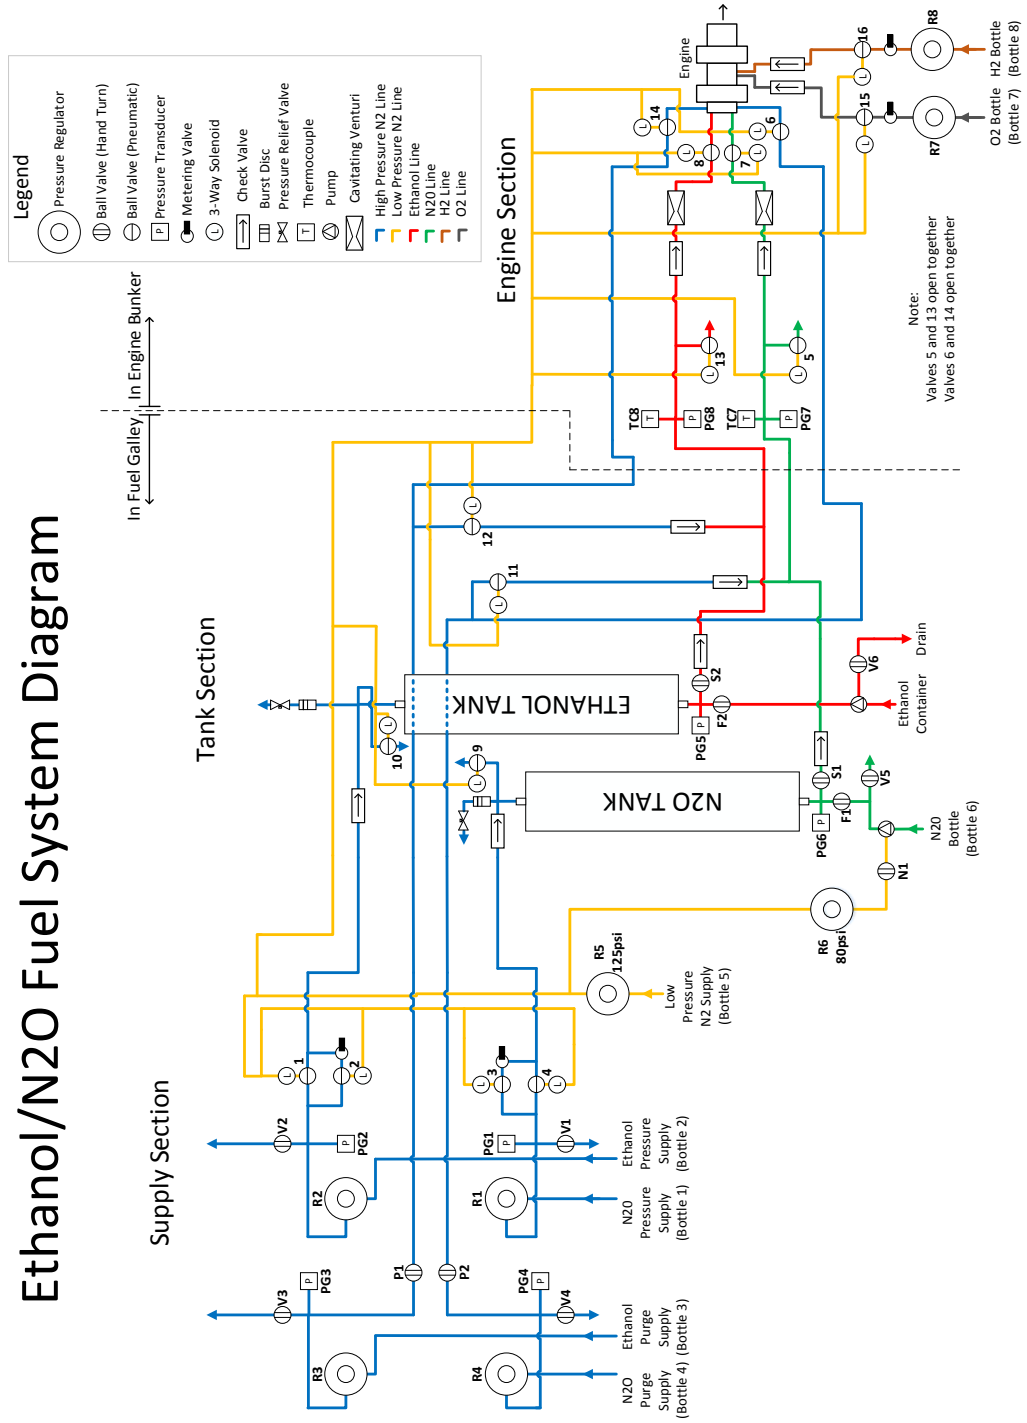 Ethanol/N2O Fuel System Diagram
Supply Section
Tank Section
Engine Section
In Fuel Galley
In Engine Bunker
Legend
Pressure Regulator
Ball Valve (Hand Turn)
Ball Valve (Pneumatic)
P
Pressure Transducer
Metering Valve
L
3-Way Solenoid
Check Valve
Burst Disc
Pressure Relief Valve
T
Thermocouple
Pump
Cavitating Venturi
High Pressure N2 Line
Low Pressure N2 Line
Ethanol Line
N2O Line
H2 Line
O2 Line
V3
P
PG3
R3
P1
P2
R4
P
PG4
V4
N2O
Purge
Supply
(Bottle 4)
Ethanol
Purge
Supply
(Bottle 3)
V2
P
PG2
R2
R1
P
PG1
V1
N2O
Pressure
Supply
(Bottle 1)
Ethanol
Pressure
Supply
(Bottle 2)
L
1
2
L
L
3
4
L
R5
125psi
Low
Pressure
N2 Supply
(Bottle 5)
R6
80psi
N1
L
10
L
9
ETHANOL TANK
N2O TANK
P
PG5
S2
F2
V6
Ethanol
Container
Drain
P
PG6
S1
F1
V5
N2O
Bottle
(Bottle 6)
L
11
L
12
TC8
T
P
PG8
TC7
T
P
PG7
L
13
L
5
L
14
L
8
7
L
L
6
Engine
L
16
L
15
R8
R7
H2 Bottle
(Bottle 8)
O2 Bottle
(Bottle 7)
Note:
Valves 5 and 13 open together
Valves 6 and 14 open together